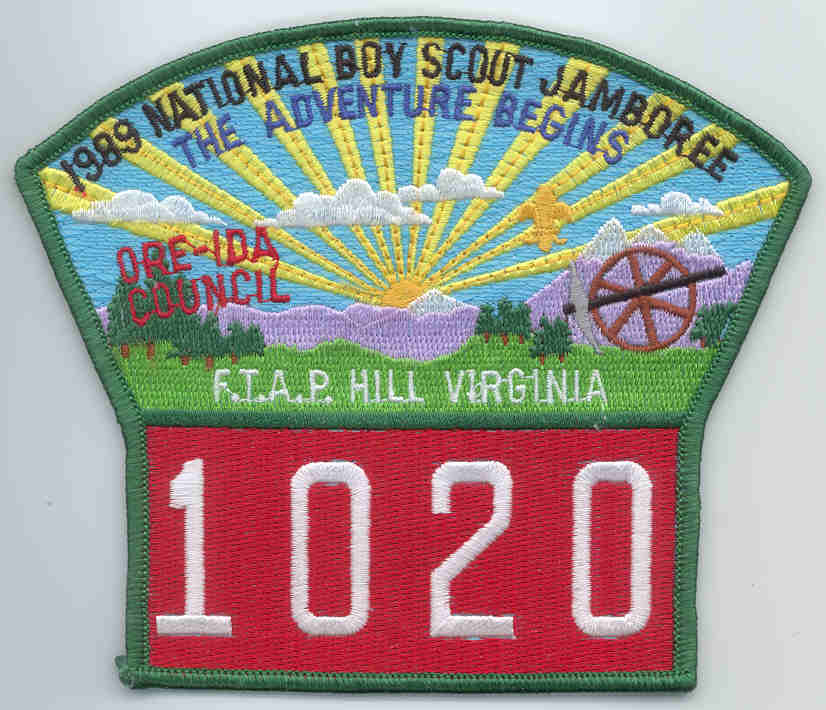 1989 NATIONAL BOY SCOUT JAMBOREE
THE ADVENTURE BEGINS
ORE-IDA
COUNCIL
F.T.A.P. HILL VIRGINIA
1020